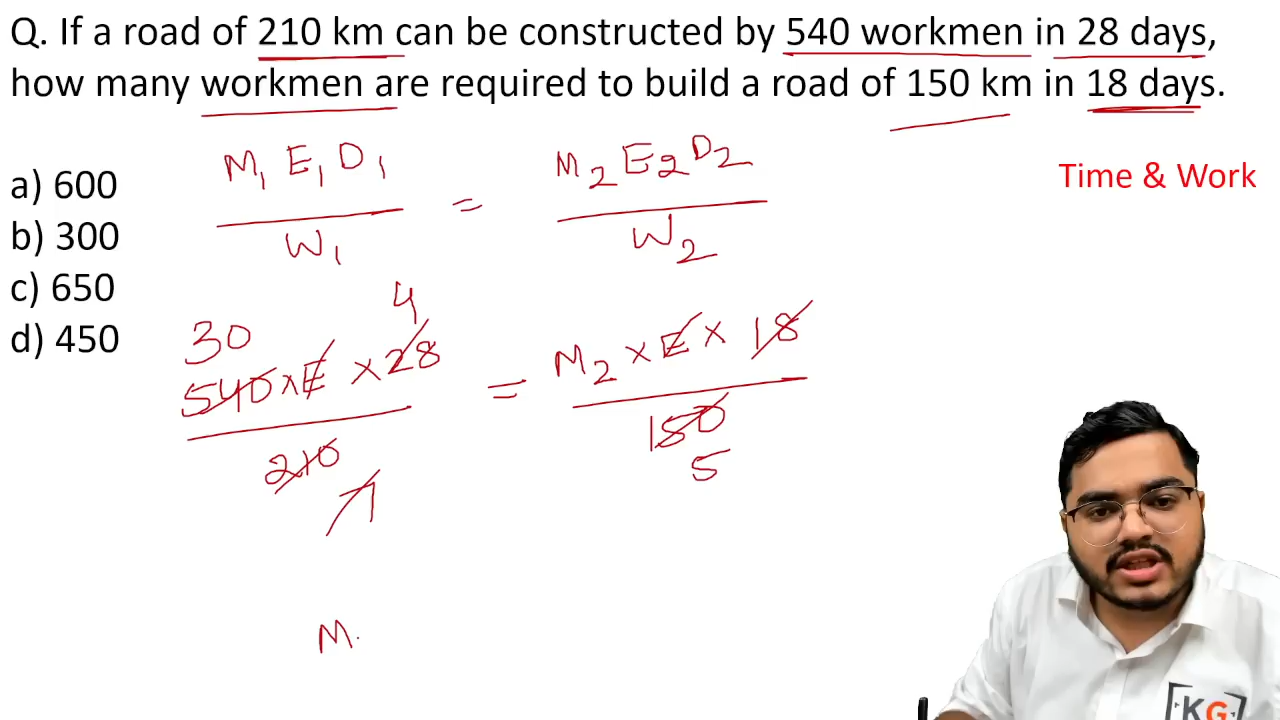 Q. If a road of 210 km can be constructed by 540 workmen in 28 days,
how many workmen are required to build a road of 150 km in 18 days.
Time & Work
a) 600
b) 300
c) 650
d) 450
M₁ E₁ D₁ = M₂ E₂ D₂
W₁ W₂
30 4
540 × E × 28 = M₂ × E × 18
210 150
7 5
M
KG